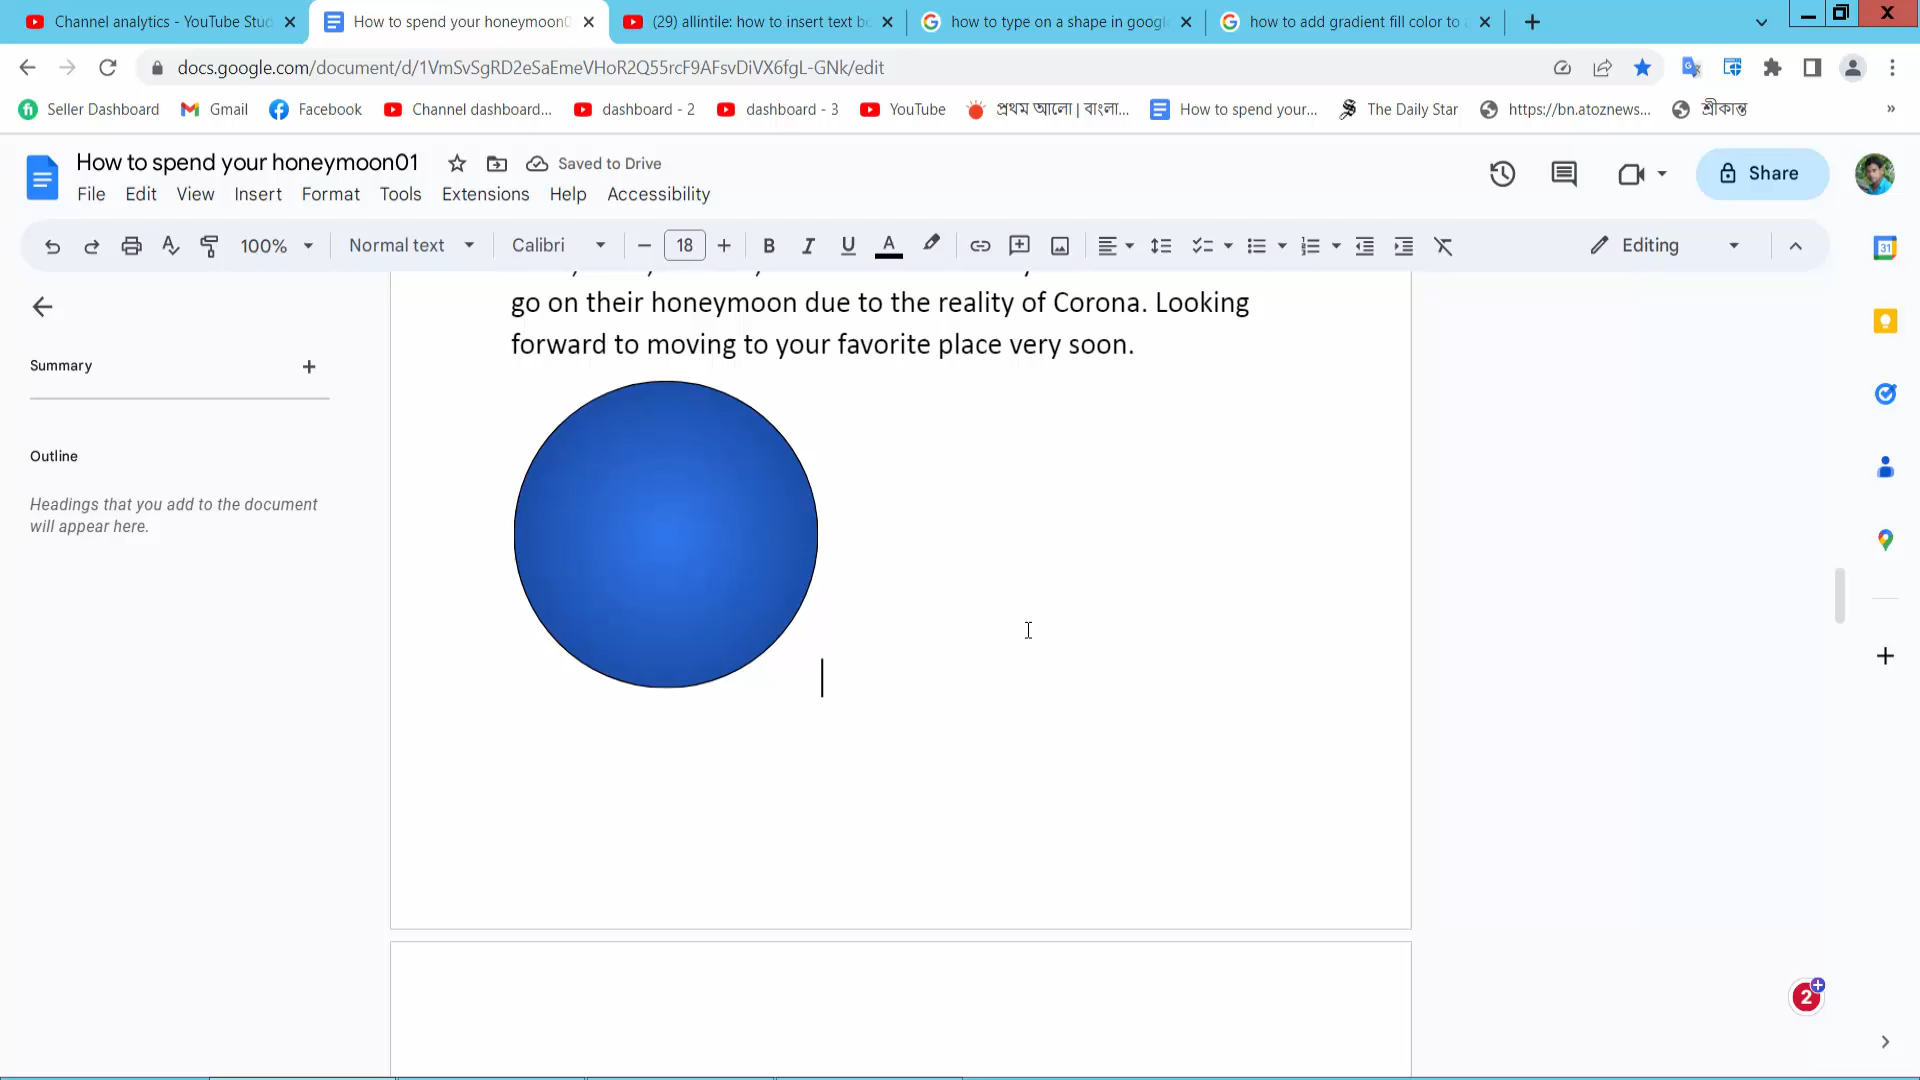 Channel analytics - YouTube Stud
How to spend your honeymoon0
(29) allintile: how to insert text bo
how to type on a shape in google
how to add gradient fill color to a
docs.google.com/document/d/1VmSvSgRD2eSaEmeVHoR2Q55rcF9AFsvDiVX6fgL-GNk/edit
Seller Dashboard
Gmail
Facebook
Channel dashboard...
dashboard - 2
dashboard - 3
YouTube
প্রথম আলো | বাংলা...
How to spend your...
The Daily Star
https://bn.atoznews...
শ্রীকান্ত
How to spend your honeymoon01
Saved to Drive
File Edit View Insert Format Tools Extensions Help Accessibility
Share
100%
Normal text
Calibri
18
Editing
Summary
Outline
Headings that you add to the document
will appear here.
go on their honeymoon due to the reality of Corona. Looking
forward to moving to your favorite place very soon.
31
2